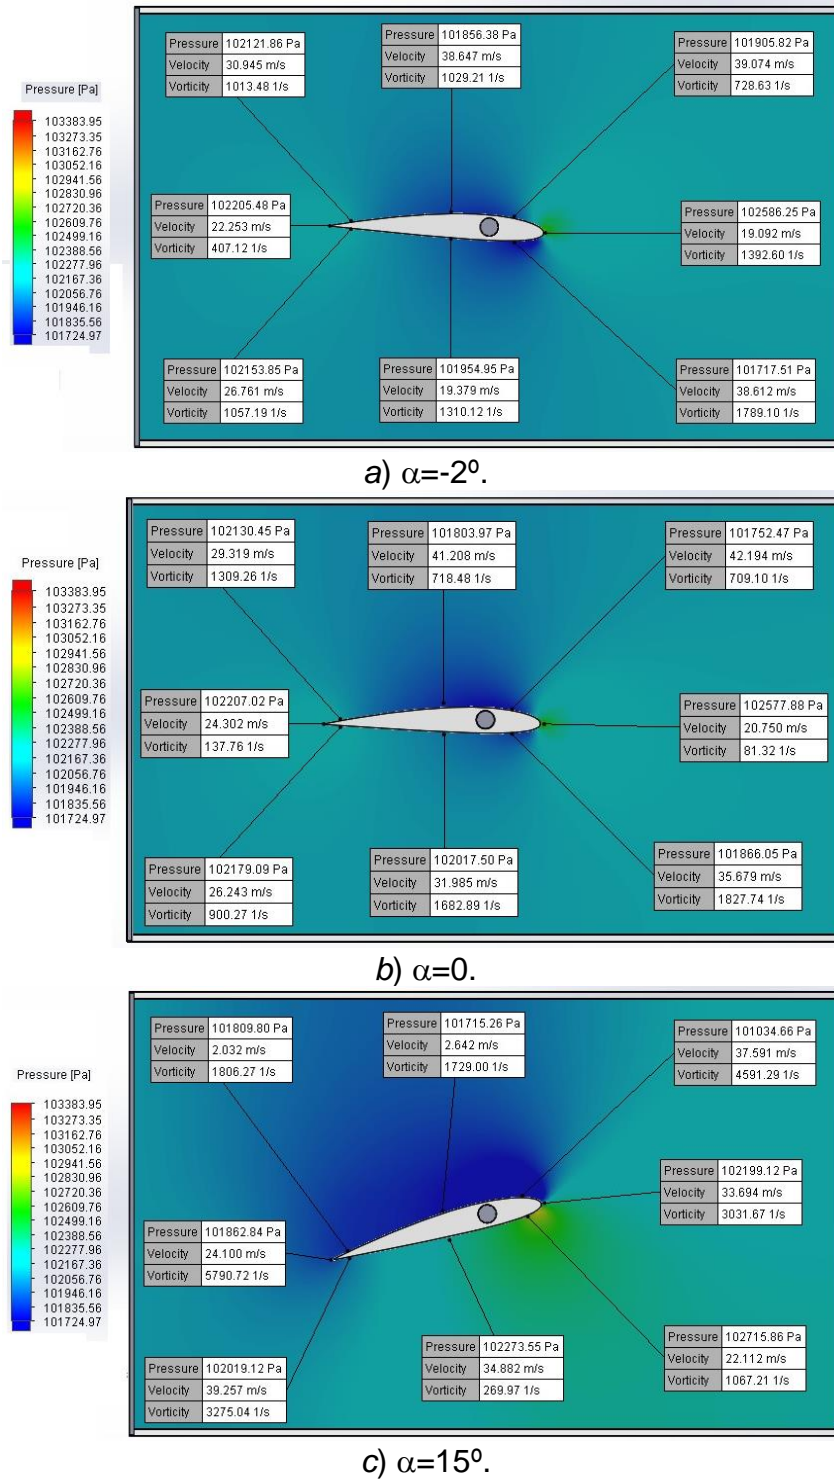 Pressure 102121.86 Pa
Velocity 30.945 m/s
Vorticity 1013.48 1/s
Pressure 101856.38 Pa
Velocity 38.647 m/s
Vorticity 1029.21 1/s
Pressure 101905.82 Pa
Velocity 39.074 m/s
Vorticity 728.63 1/s
Pressure [Pa]
103383.95
103273.35
103162.76
103052.16
102941.56
102830.96
102720.36
102609.76
102499.16
102388.56
102277.96
102167.36
102056.76
101946.16
101835.56
101724.97
Pressure 102205.48 Pa
Velocity 22.253 m/s
Vorticity 407.12 1/s
Pressure 102586.25 Pa
Velocity 19.092 m/s
Vorticity 1392.60 1/s
Pressure 102153.85 Pa
Velocity 26.761 m/s
Vorticity 1057.19 1/s
Pressure 101954.95 Pa
Velocity 19.379 m/s
Vorticity 1310.12 1/s
Pressure 101717.51 Pa
Velocity 38.612 m/s
Vorticity 1789.10 1/s
a) α=-2º.
Pressure 102130.45 Pa
Velocity 29.319 m/s
Vorticity 1309.26 1/s
Pressure 101803.97 Pa
Velocity 41.208 m/s
Vorticity 718.48 1/s
Pressure 101752.47 Pa
Velocity 42.194 m/s
Vorticity 709.10 1/s
Pressure [Pa]
103383.95
103273.35
103162.76
103052.16
102941.56
102830.96
102720.36
102609.76
102499.16
102388.56
102277.96
102167.36
102056.76
101946.16
101835.56
101724.97
Pressure 102207.02 Pa
Velocity 24.302 m/s
Vorticity 137.76 1/s
Pressure 102577.88 Pa
Velocity 20.750 m/s
Vorticity 81.32 1/s
Pressure 102179.09 Pa
Velocity 26.243 m/s
Vorticity 900.27 1/s
Pressure 102017.50 Pa
Velocity 31.985 m/s
Vorticity 1682.89 1/s
Pressure 101866.05 Pa
Velocity 35.679 m/s
Vorticity 1827.74 1/s
b) α=0.
Pressure 101809.80 Pa
Velocity 2.032 m/s
Vorticity 1806.27 1/s
Pressure 101715.26 Pa
Velocity 2.642 m/s
Vorticity 1729.00 1/s
Pressure 101034.66 Pa
Velocity 37.591 m/s
Vorticity 4591.29 1/s
Pressure [Pa]
103383.95
103273.35
103162.76
103052.16
102941.56
102830.96
102720.36
102609.76
102499.16
102388.56
102277.96
102167.36
102056.76
101946.16
101835.56
101724.97
Pressure 102199.12 Pa
Velocity 33.694 m/s
Vorticity 3031.67 1/s
Pressure 101862.84 Pa
Velocity 24.100 m/s
Vorticity 5790.72 1/s
Pressure 102019.12 Pa
Velocity 39.257 m/s
Vorticity 3275.04 1/s
Pressure 102273.55 Pa
Velocity 34.882 m/s
Vorticity 269.97 1/s
Pressure 102715.86 Pa
Velocity 22.112 m/s
Vorticity 1067.21 1/s
c) α=15º.